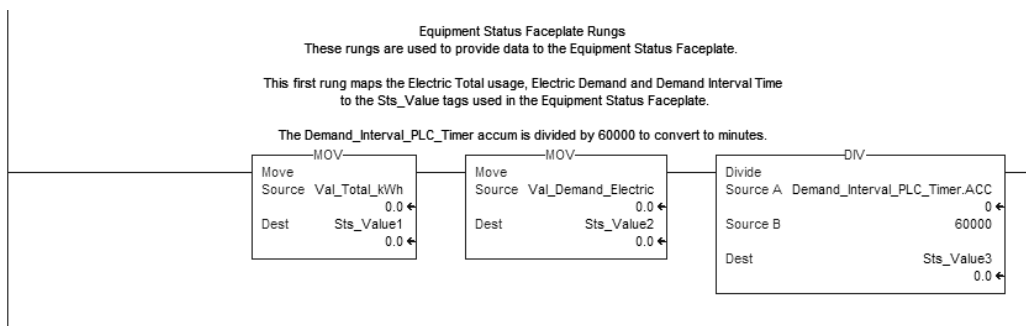 Equipment Status Faceplate Rungs
These rungs are used to provide data to the Equipment Status Faceplate.
This first rung maps the Electric Total usage, Electric Demand and Demand Interval Time
to the Sts_Value tags used in the Equipment Status Faceplate.
The Demand_Interval_PLC_Timer accum is divided by 60000 to convert to minutes.
MOV
Move
Source Val_Total_kWh
0.0
Dest Sts_Value1
0.0
MOV
Move
Source Val_Demand_Electric
0.0
Dest Sts_Value2
0.0
DIV
Divide
Source A Demand_Interval_PLC_Timer.ACC
0
Source B 60000
Dest Sts_Value3
0.0